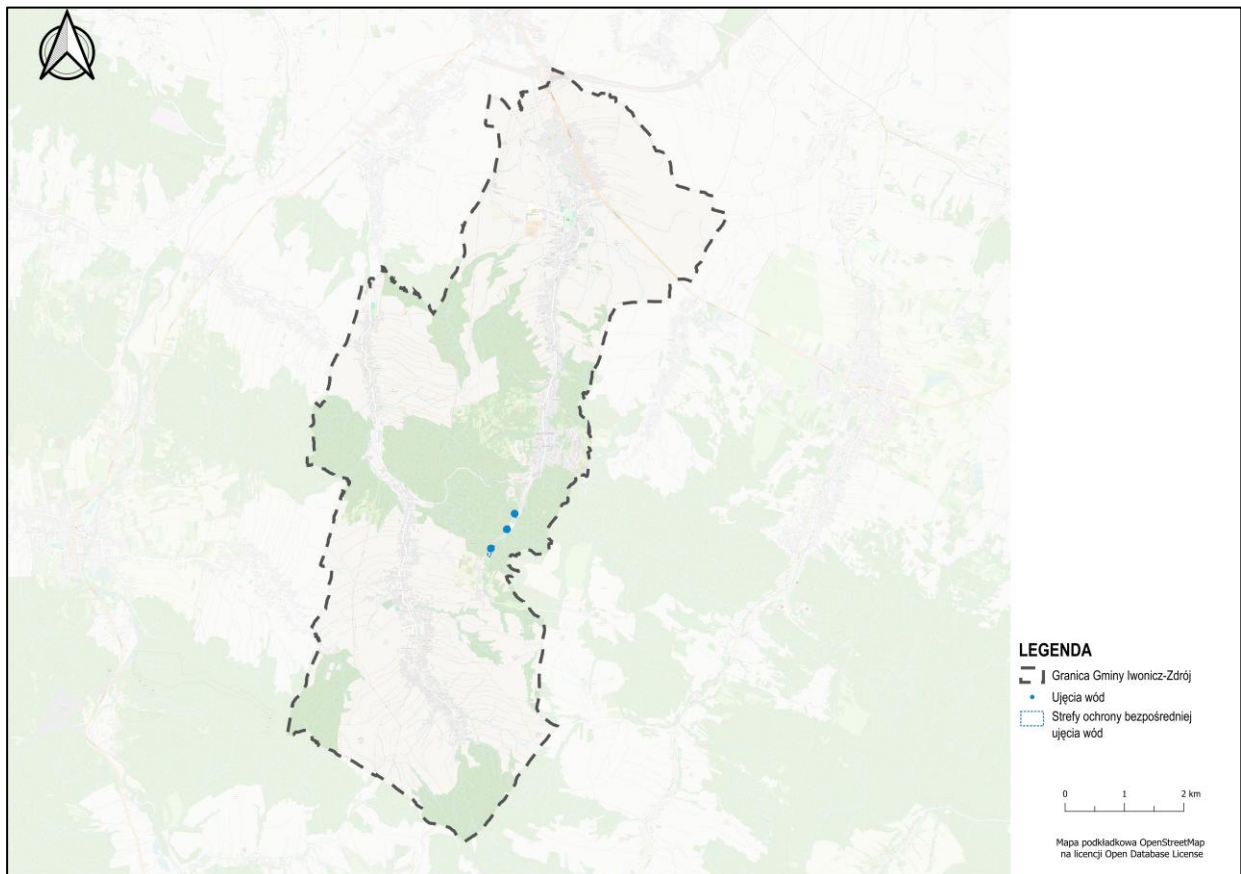 LEGENDA
Granica Gminy Iwonicz-Zdrój
Ujęcia wód
Strefy ochrony bezpośredniej
ujęcia wód
0 1 2 km
Mapa podkładkowa OpenStreetMap
na licencji Open Database License